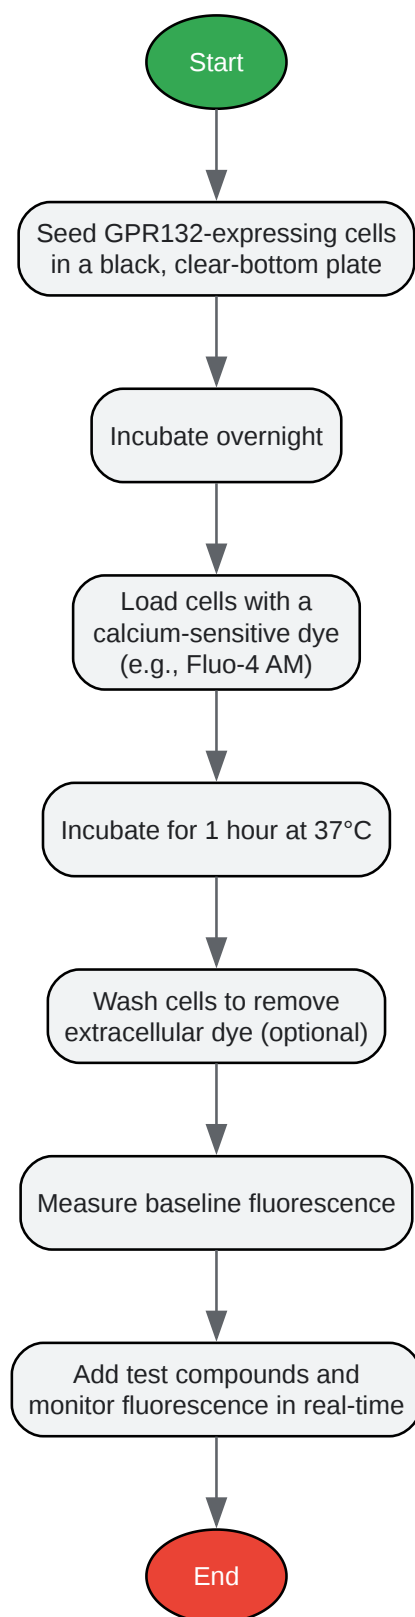 Start
Seed GPR132-expressing cells
in a black, clear-bottom plate
Incubate overnight
Load cells with a
calcium-sensitive dye
(e.g., Fluo-4 AM)
Incubate for 1 hour at 37°C
Wash cells to remove
extracellular dye (optional)
Measure baseline fluorescence
Add test compounds and
monitor fluorescence in real-time
End